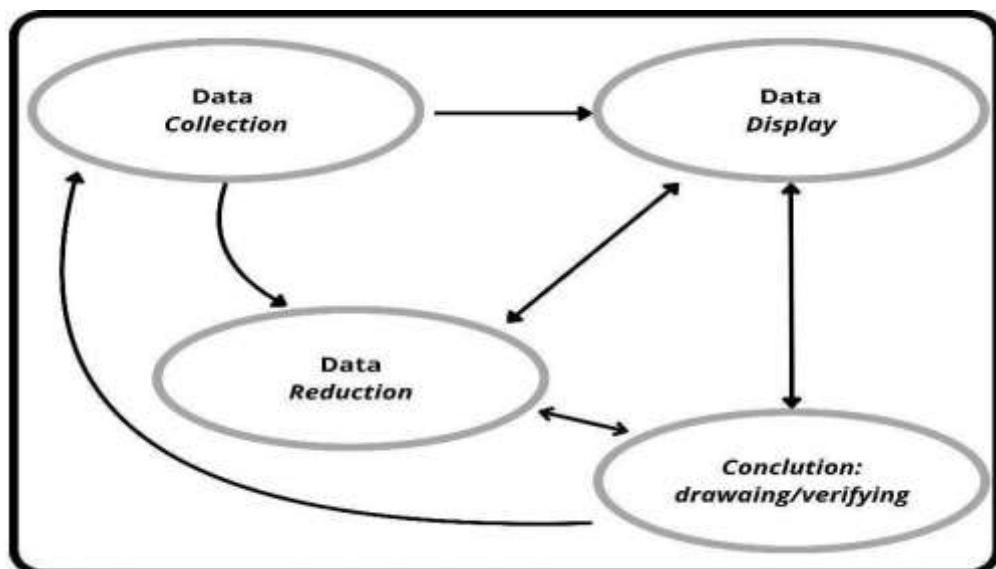 Data
Collection
Data
Display
Data
Reduction
Conclution:
drawaing/verifying